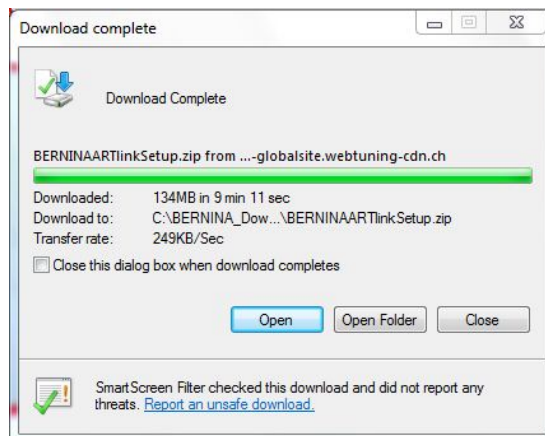 Download complete
Download Complete
BERNINAARTlinkSetup.zip from ...-globalsite.webtuning-cdn.ch
Downloaded: 134MB in 9 min 11 sec
Download to: C:\BERNINA_Dow...\BERNINAARTlinkSetup.zip
Transfer rate: 249KB/Sec
Close this dialog box when download completes
Open Open Folder Close
SmartScreen Filter checked this download and did not report any
threats. Report an unsafe download.